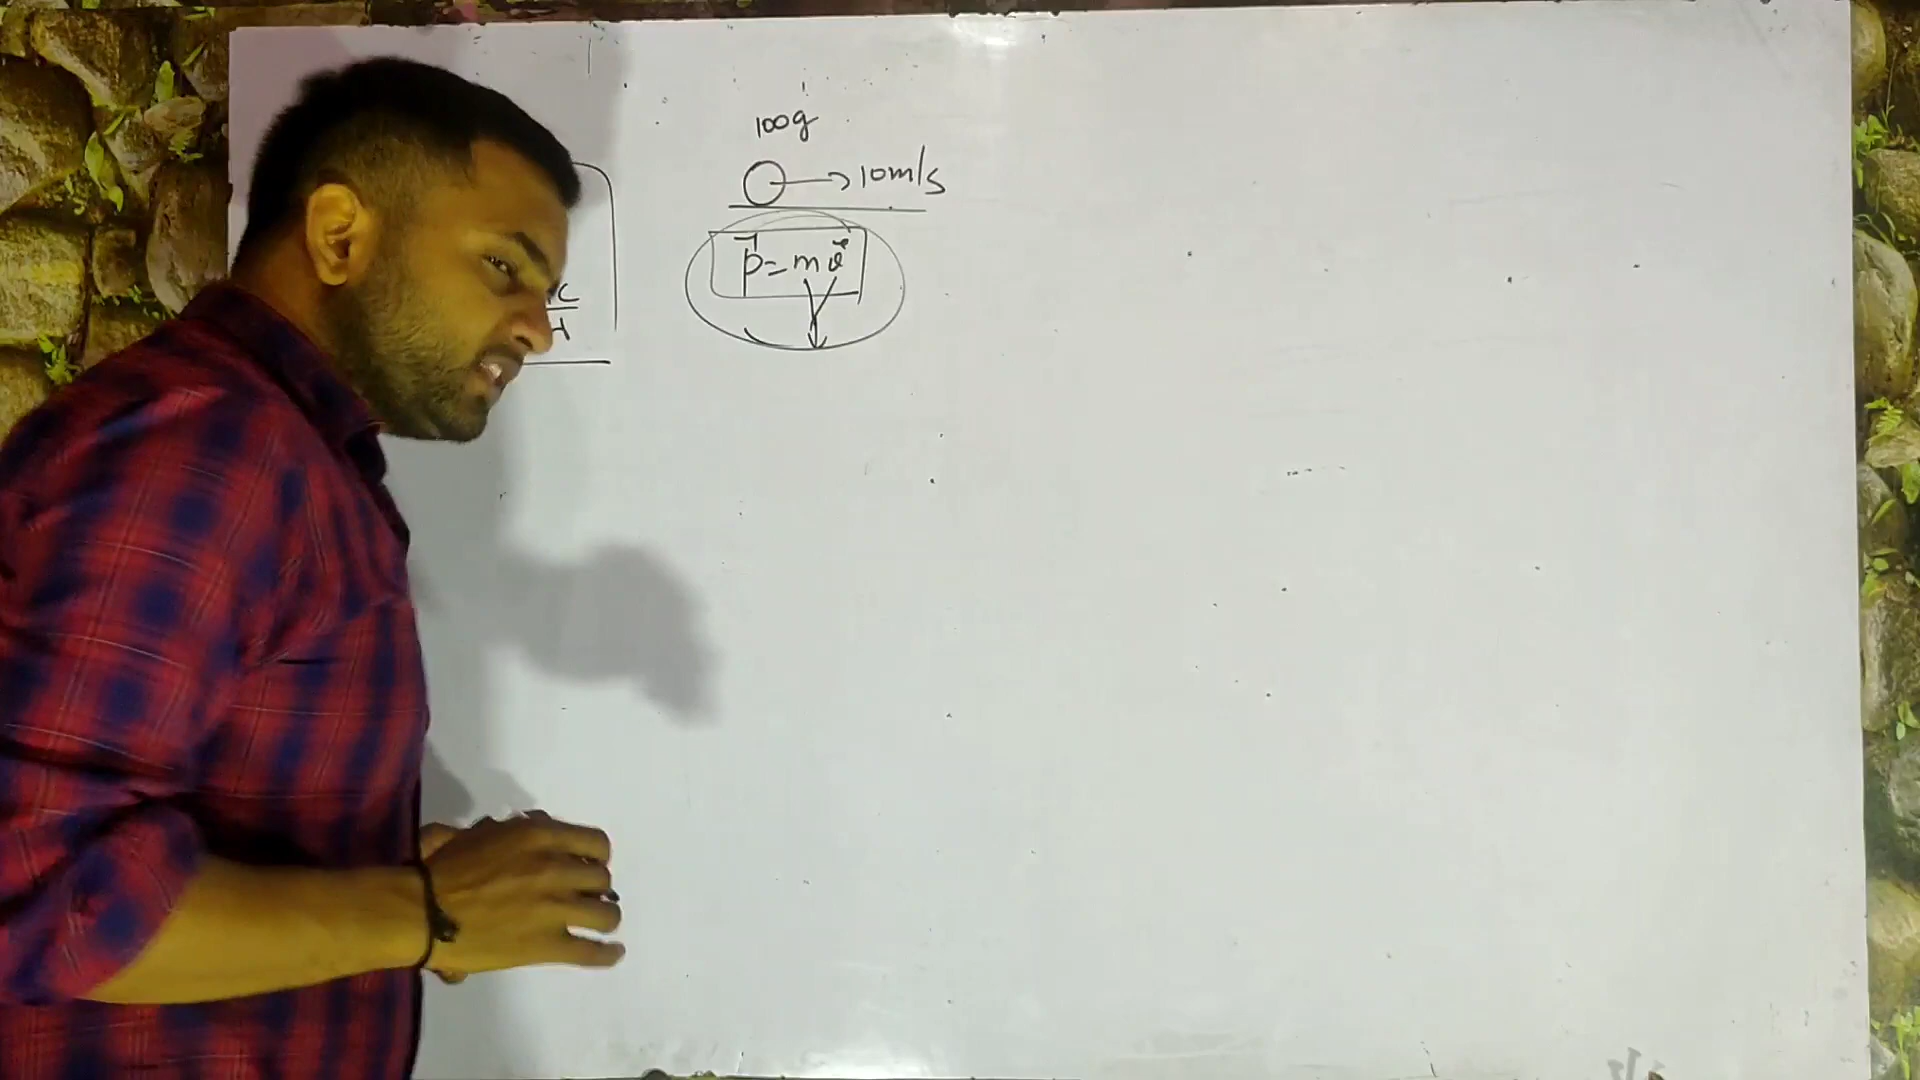 100g
10m/s
p⃗ = mv⃗